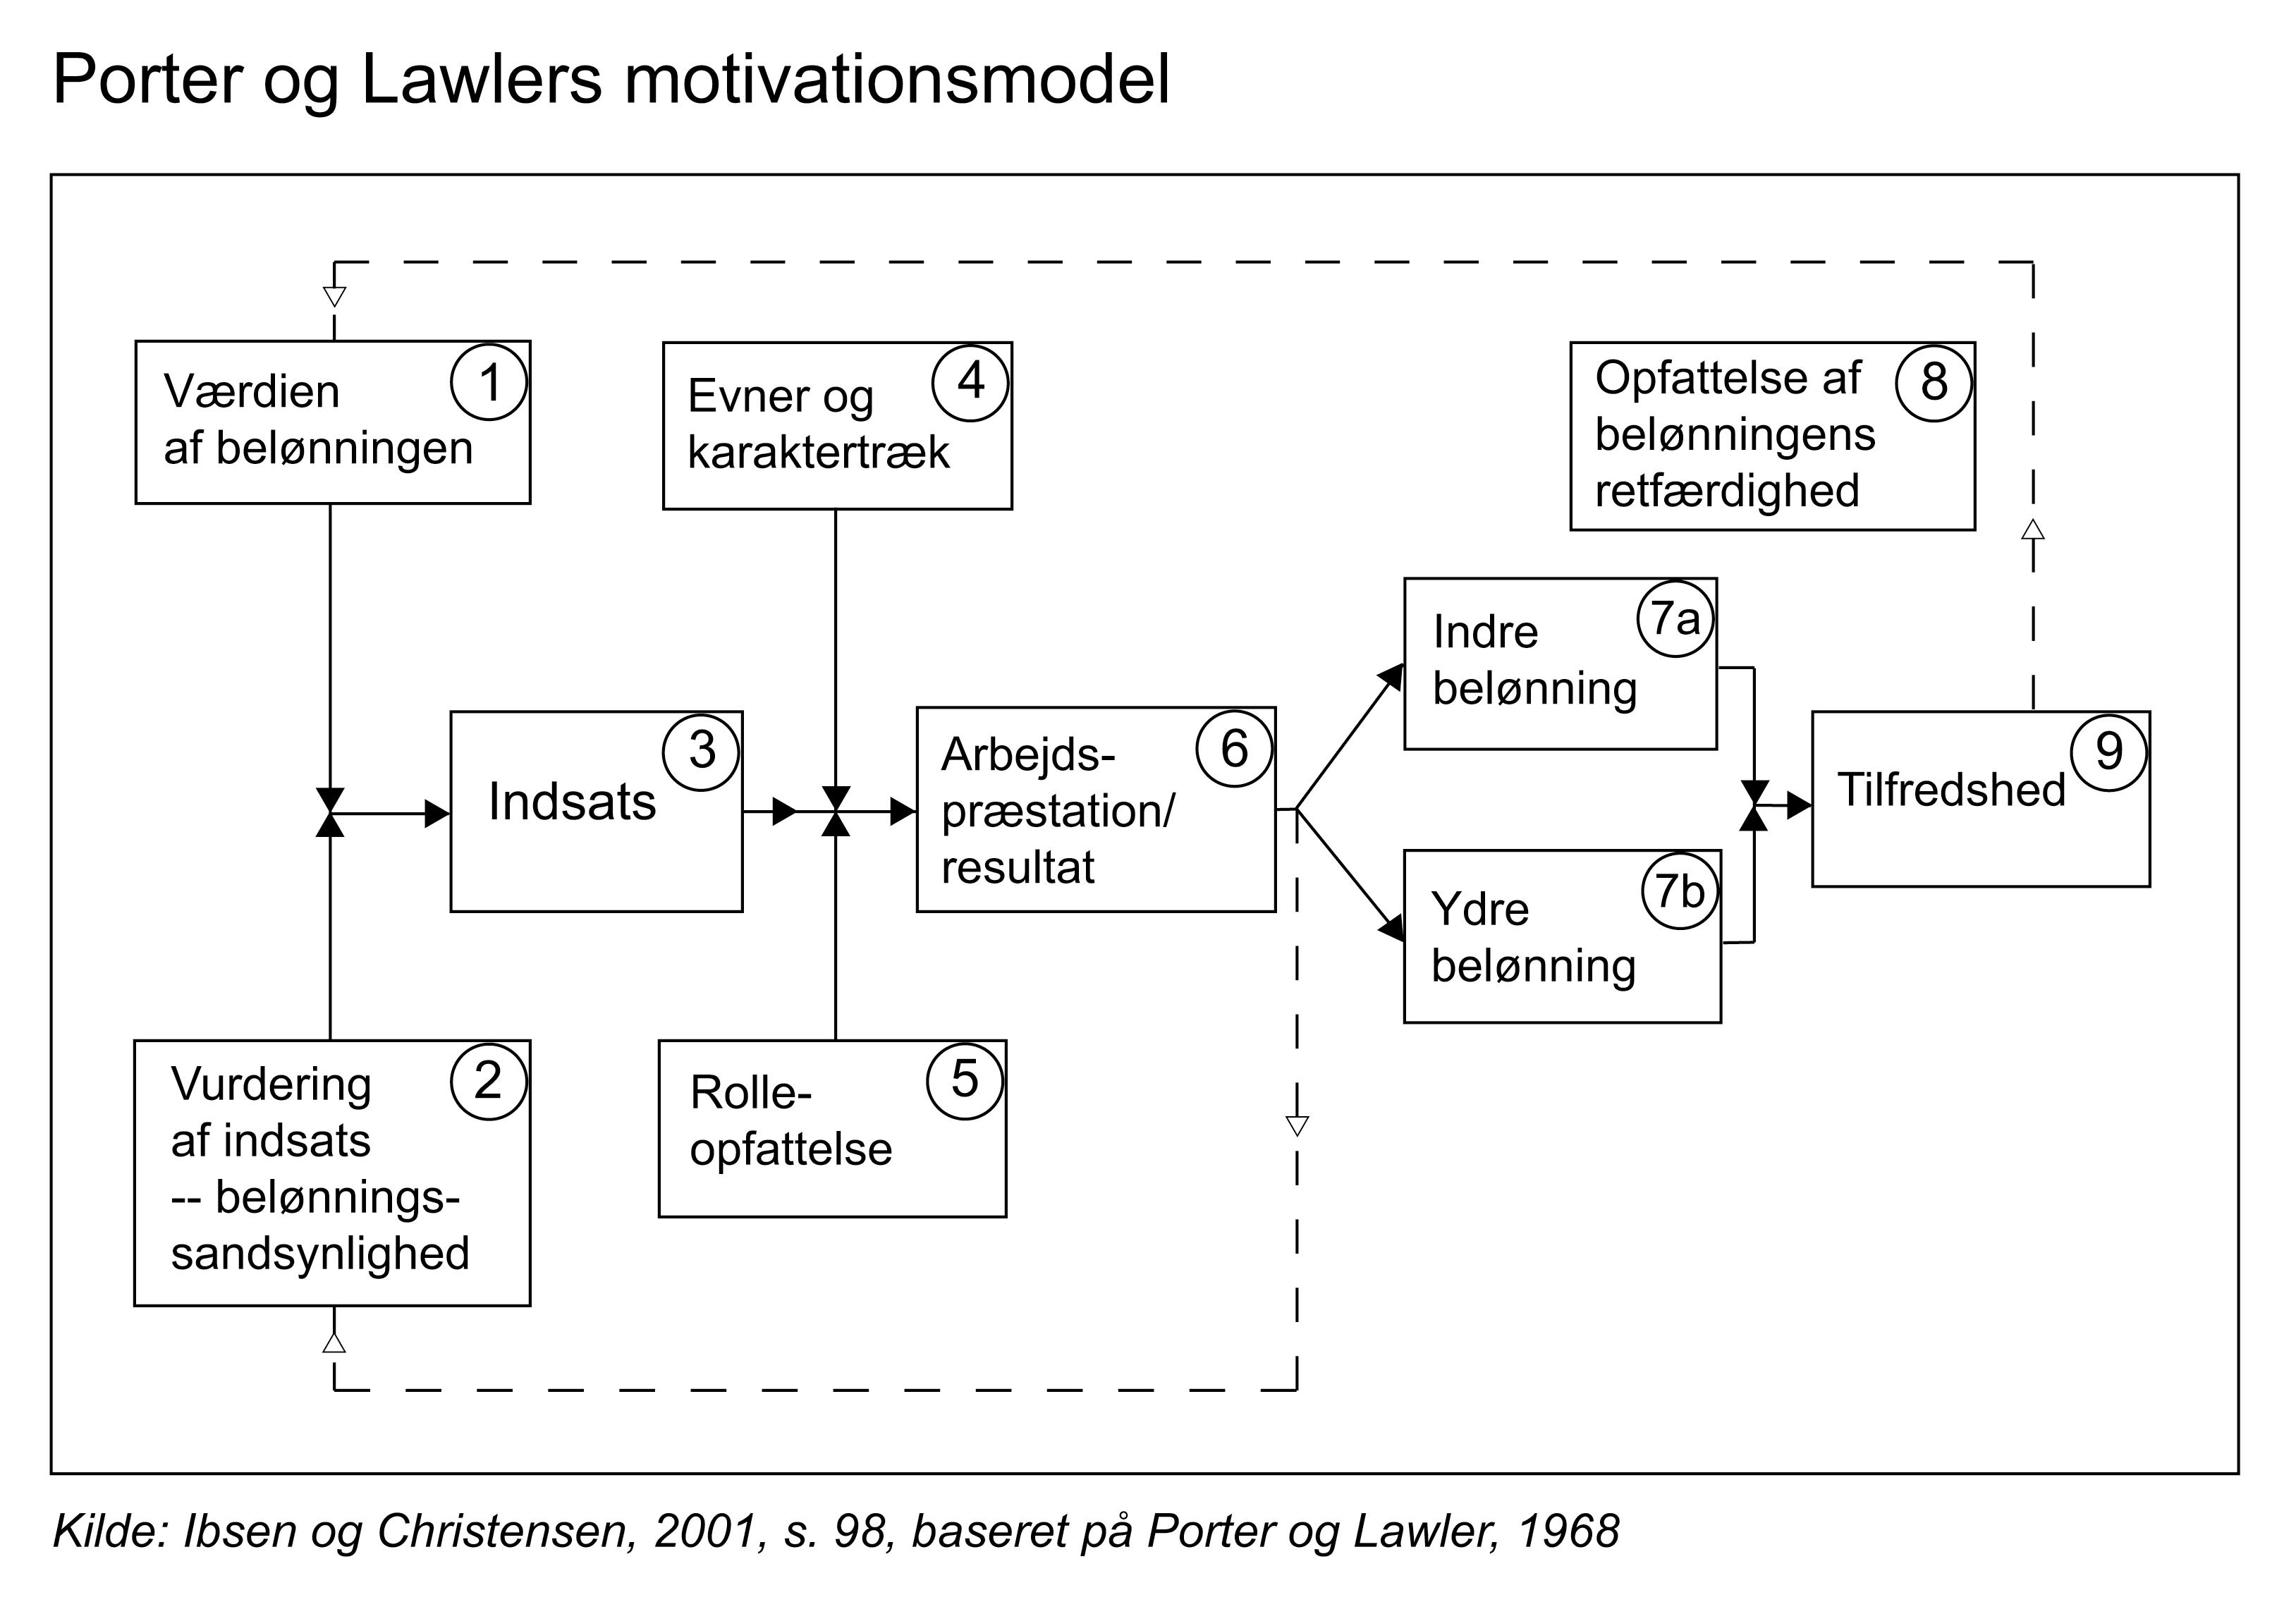 Porter og Lawlers motivationsmodel
1
Værdien
af belønningen
4
Evner og
karaktertræk
8
Opfattelse af
belønningens
retfærdighed
3
Indsats
6
Arbejds-
præstation/
resultat
7a
Indre
belønning
7b
Ydre
belønning
9
Tilfredshed
2
Vurdering
af indsats
-- belønnings-
sandsynlighed
5
Rolle-
opfattelse
Kilde: Ibsen og Christensen, 2001, s. 98, baseret på Porter og Lawler, 1968